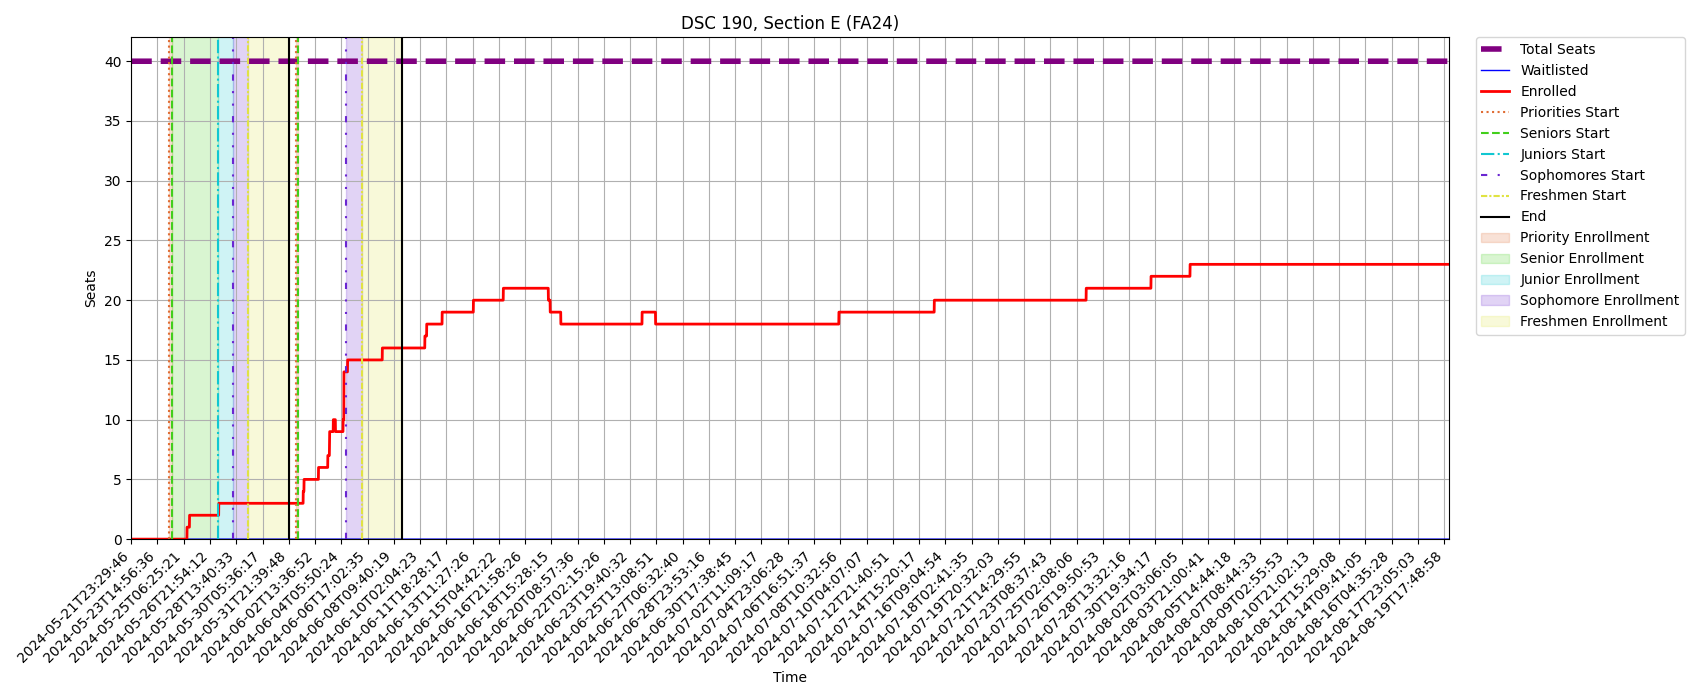 DSC 190, Section E (FA24)
Seats
40
35
30
25
20
15
10
5
0
2024-05-21T23:29:46
2024-05-23T14:56:36
2024-05-25T06:25:21
2024-05-26T21:54:12
2024-05-28T13:40:33
2024-05-30T05:36:17
2024-05-31T21:39:48
2024-06-02T13:36:52
2024-06-04T05:50:24
2024-06-06T17:02:35
2024-06-08T09:40:19
2024-06-10T02:04:23
2024-06-11T18:28:17
2024-06-13T11:27:26
2024-06-15T04:42:22
2024-06-16T21:58:26
2024-06-18T15:28:15
2024-06-20T08:57:36
2024-06-22T02:15:26
2024-06-23T19:40:32
2024-06-25T13:08:51
2024-06-27T06:32:40
2024-06-28T23:53:16
2024-06-30T17:38:45
2024-07-02T11:09:17
2024-07-04T23:06:28
2024-07-06T16:51:37
2024-07-08T10:32:56
2024-07-10T04:07:07
2024-07-12T21:40:51
2024-07-14T15:20:17
2024-07-16T09:04:54
2024-07-18T02:41:35
2024-07-19T20:32:03
2024-07-21T14:29:55
2024-07-23T08:37:43
2024-07-25T02:08:06
2024-07-26T19:50:53
2024-07-28T13:32:16
2024-07-30T19:34:17
2024-08-02T03:06:05
2024-08-03T21:00:41
2024-08-05T14:44:18
2024-08-07T08:44:33
2024-08-09T02:55:53
2024-08-10T21:02:13
2024-08-12T15:29:08
2024-08-14T09:41:05
2024-08-16T04:35:28
2024-08-17T23:05:03
2024-08-19T17:48:58
Time
Total Seats
Waitlisted
Enrolled
Priorities Start
Seniors Start
Juniors Start
Sophomores Start
Freshmen Start
End
Priority Enrollment
Senior Enrollment
Junior Enrollment
Sophomore Enrollment
Freshmen Enrollment